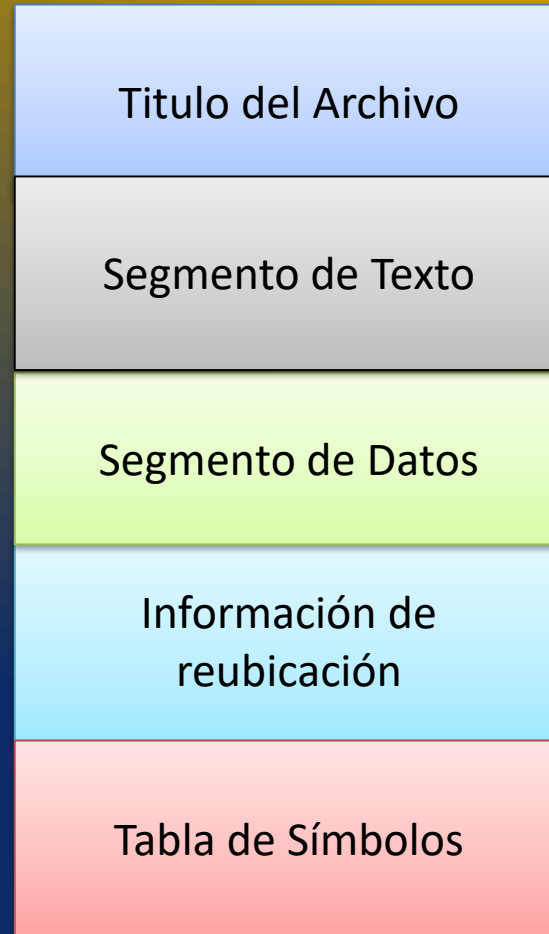 Titulo del Archivo
Segmento de Texto
Segmento de Datos
Información de
reubicación
Tabla de Símbolos